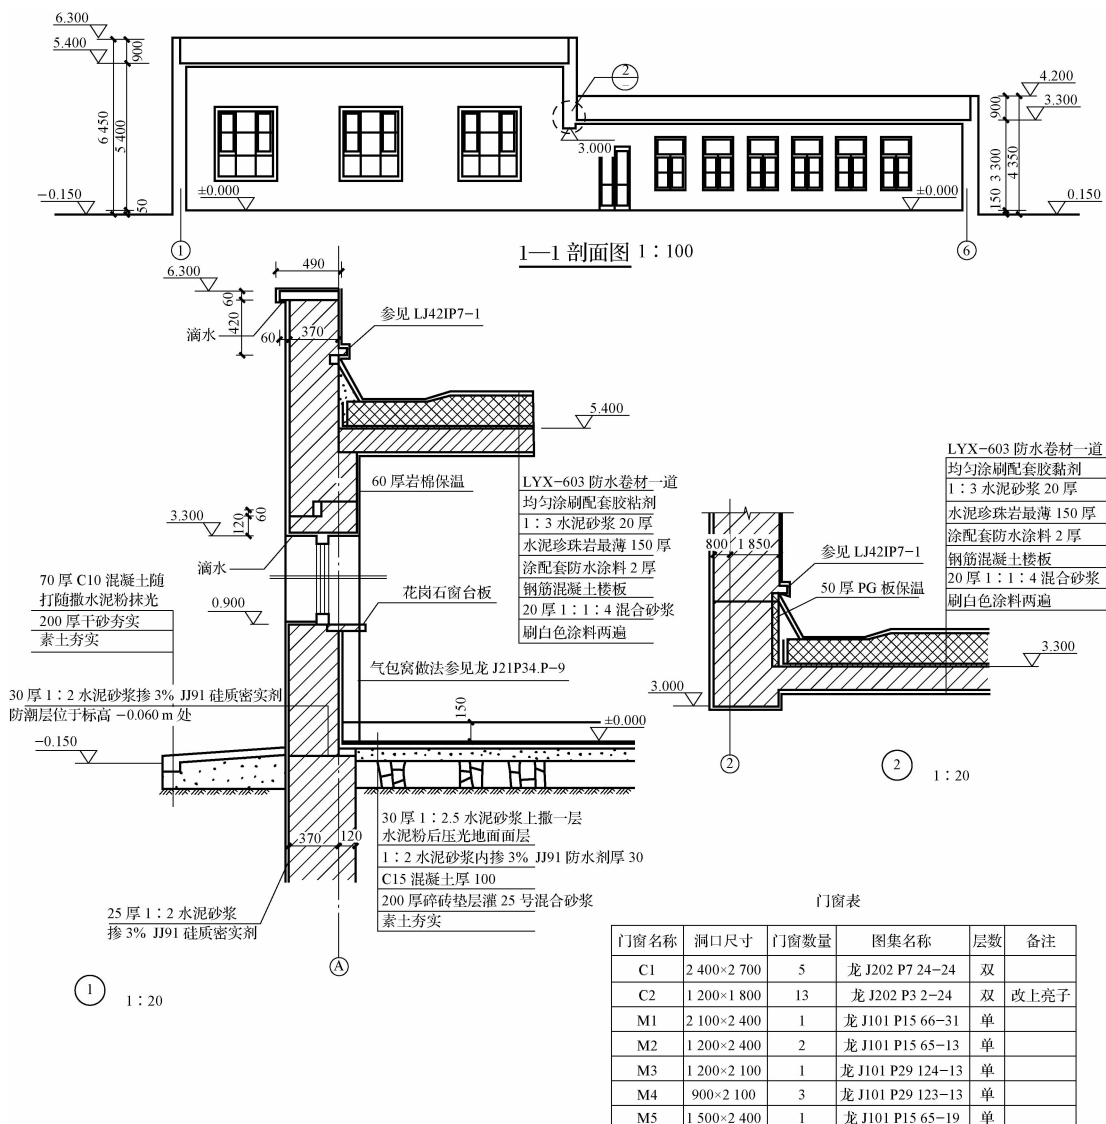 6.300
5.400
900
6 450
5 400
-0.150
50
±0.000
2
3.000
±0.000
4.200
3.300
900
3 300
4 350
150
0.150
1
6
1—1 剖面图 1：100
6.300
490
60
420
滴水
60
370
参见 LJ42IP7-1
5.400
60 厚岩棉保温
3.300
120
60
滴水
LYX-603 防水卷材一道
均匀涂刷配套胶粘剂
1：3 水泥砂浆 20 厚
水泥珍珠岩最薄 150 厚
涂配套防水涂料 2 厚
钢筋混凝土楼板
20 厚 1：1：4 混合砂浆
刷白色涂料两遍
70 厚 C10 混凝土随
打随撒水泥粉抹光
200 厚干砂夯实
素土夯实
0.900
花岗石窗台板
气包窝做法参见龙 J21P34.P-9
30 厚 1：2 水泥砂浆掺 3% JJ91 硅质密实剂
防潮层位于标高 -0.060 m 处
150
±0.000
-0.150
370
120
30 厚 1：2.5 水泥砂浆上撒一层
水泥粉后压光地面面层
1：2 水泥砂浆内掺 3% JJ91 防水剂厚 30
C15 混凝土厚 100
200 厚碎砖垫层灌 25 号混合砂浆
素土夯实
25 厚 1：2 水泥砂浆
掺 3% JJ91 硅质密实剂
A
1
1：20
LYX-603 防水卷材一道
均匀涂刷配套胶黏剂
1：3 水泥砂浆 20 厚
水泥珍珠岩最薄 150 厚
涂配套防水涂料 2 厚
钢筋混凝土楼板
20 厚 1：1：4 混合砂浆
刷白色涂料两遍
800
1 850
参见 LJ42IP7-1
50 厚 PG 板保温
3.300
3.000
2
2
1：20
门窗表
门窗名称 洞口尺寸 门窗数量 图集名称 层数 备注
C1 2 400×2 700 5 龙 J202 P7 24-24 双
C2 1 200×1 800 13 龙 J202 P3 2-24 双 改上亮子
M1 2 100×2 400 1 龙 J101 P15 66-31 单
M2 1 200×2 400 2 龙 J101 P15 65-13 单
M3 1 200×2 100 1 龙 J101 P29 124-13 单
M4 900×2 100 3 龙 J101 P29 123-13 单
M5 1 500×2 400 1 龙 J101 P15 65-19 单